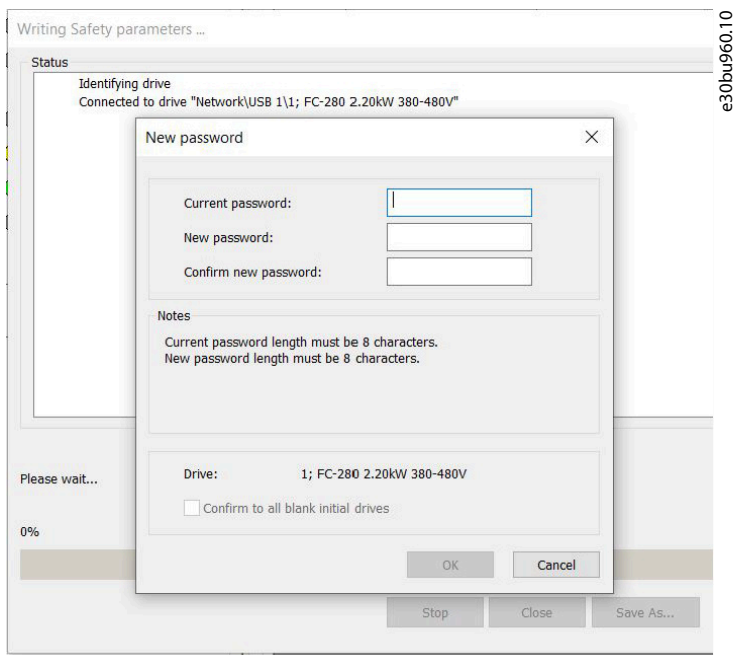 Writing Safety parameters ...
Status
Identifying drive
Connected to drive "Network\USB 1\1; FC-280 2.20kW 380-480V"
New password
Current password:
New password:
Confirm new password:
Notes
Current password length must be 8 characters.
New password length must be 8 characters.
Drive: 1; FC-280 2.20kW 380-480V
Confirm to all blank initial drives
OK Cancel
Please wait...
0%
Stop Close Save As...
e30bu960.10